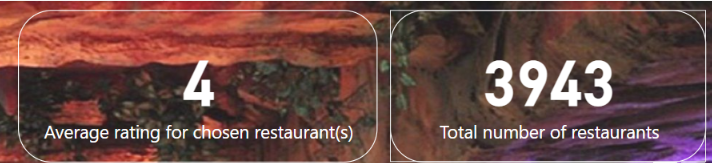 4
Average rating for chosen restaurant(s)
3943
Total number of restaurants